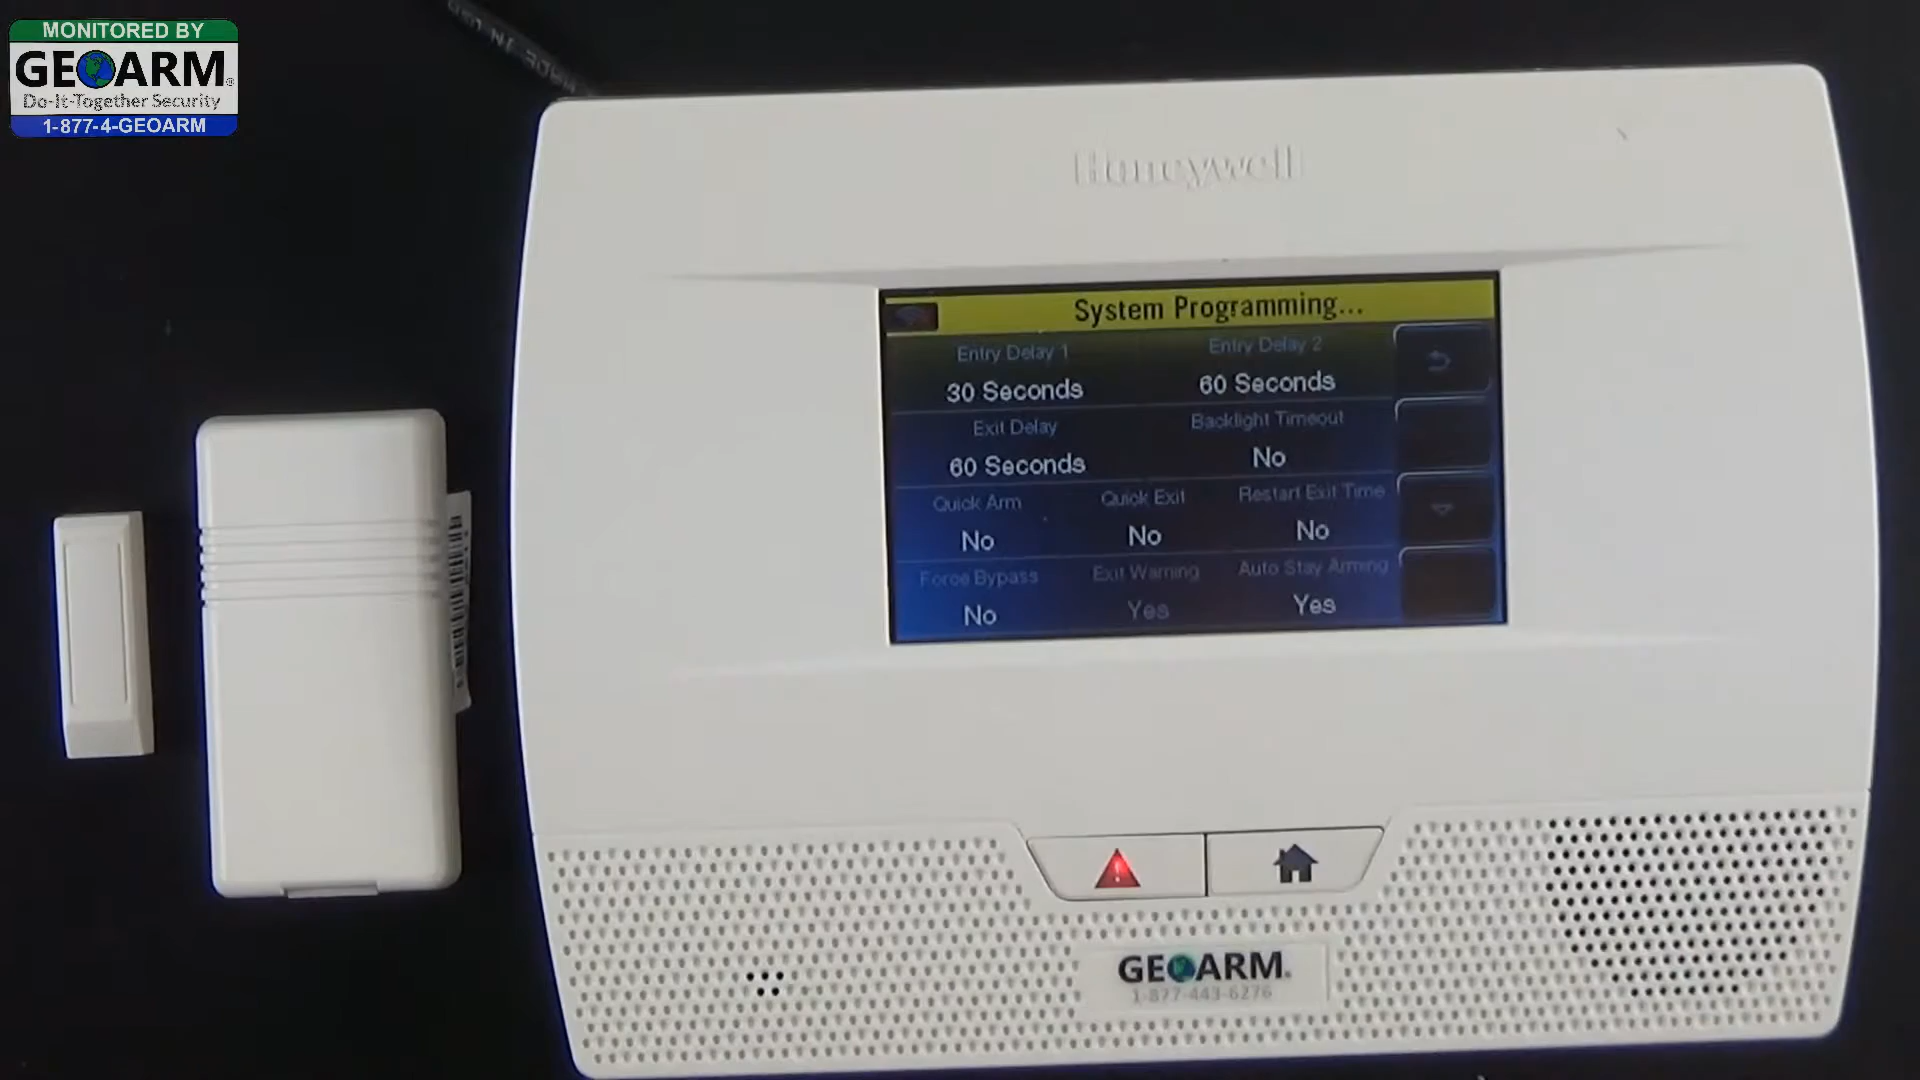 MONITORED BY
GEOARM®
Do-It-Together Security
1-877-4-GEOARM
MADE IN
Honeywell
System Programming...
Entry Delay 1 Entry Delay 2
30 Seconds 60 Seconds
Exit Delay Backlight Timeout
60 Seconds No
Quick Arm Quick Exit Restart Exit Time
No No No
Force Bypass Exit Warning Auto Stay Arming
No Yes Yes
GEOARM®
1-877-443-6276